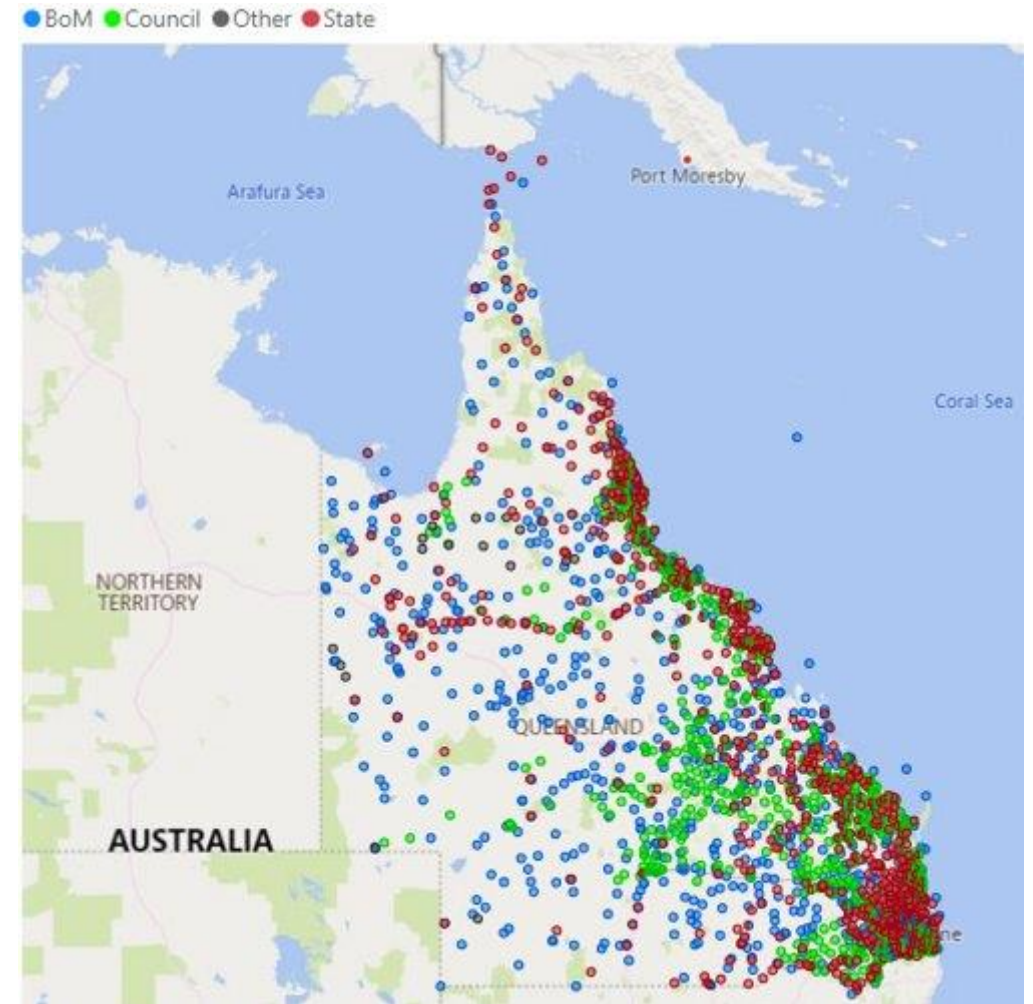 BoM Council Other State
Port Moresby
Arafura Sea
Coral Sea
NORTHERN
TERRITORY
QUEENSLAND
AUSTRALIA